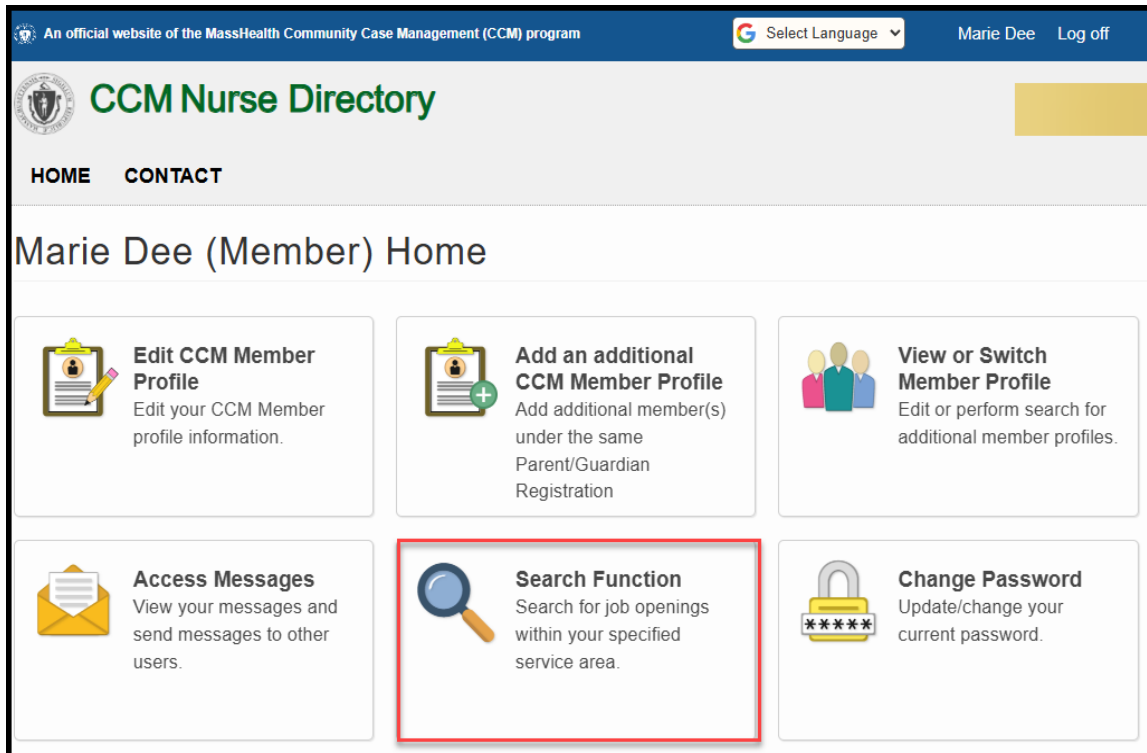 An official website of the MassHealth Community Case Management (CCM) program
Select Language
Marie Dee Log off
CCM Nurse Directory
HOME CONTACT
Marie Dee (Member) Home
Edit CCM Member
Profile
Edit your CCM Member
profile information.
Add an additional
CCM Member Profile
Add additional member(s)
under the same
Parent/Guardian
Registration
View or Switch
Member Profile
Edit or perform search for
additional member profiles.
Access Messages
View your messages and
send messages to other
users.
Search Function
Search for job openings
within your specified
service area.
*****
Change Password
Update/change your
current password.